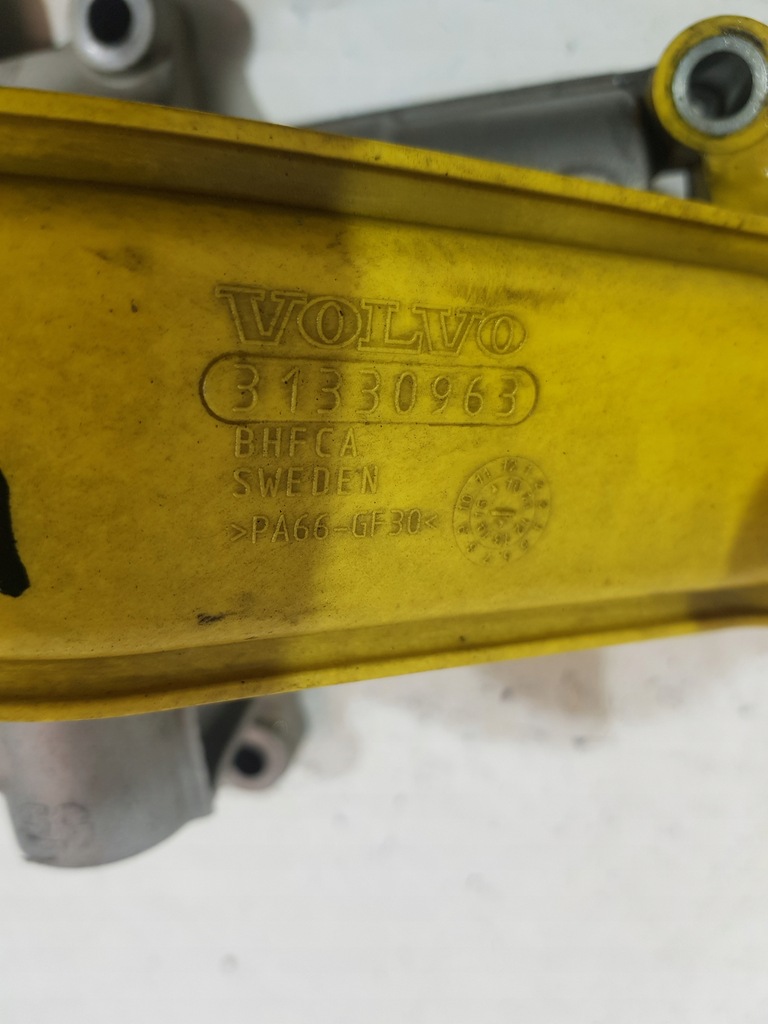 VOLVO
31330963
BHFCA
SWEDEN
>PA66-GF30<